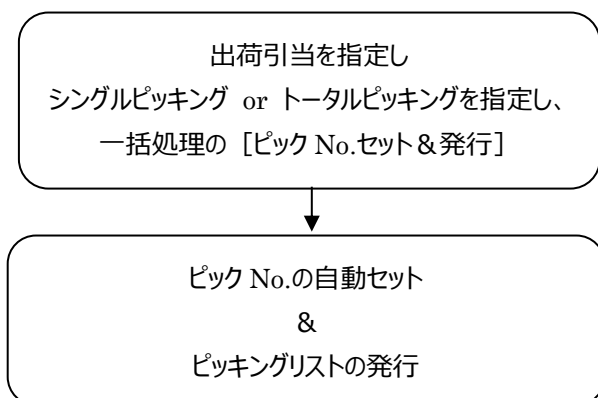 出荷引当を指定し
シングルピッキング or トータルピッキングを指定し、
一括処理の［ピック No.セット＆発行］
ピック No.の自動セット
&
ピッキングリストの発行